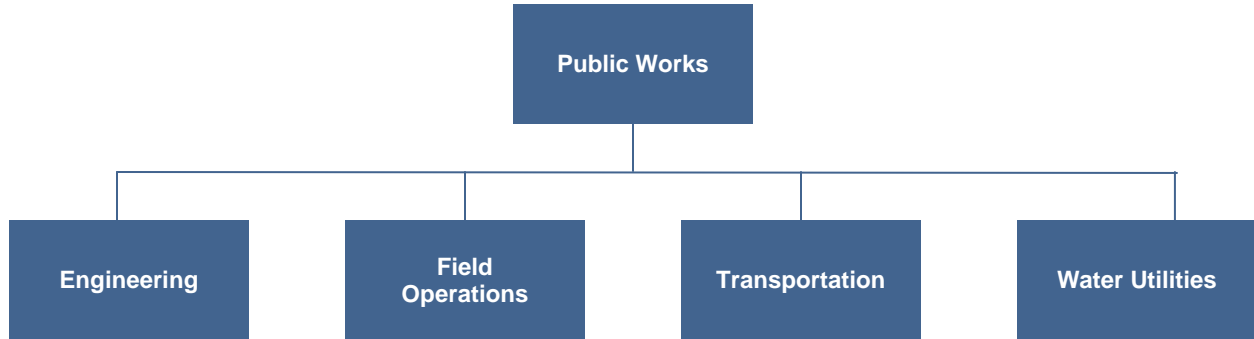 Public Works
Engineering
Field
Operations
Transportation
Water Utilities